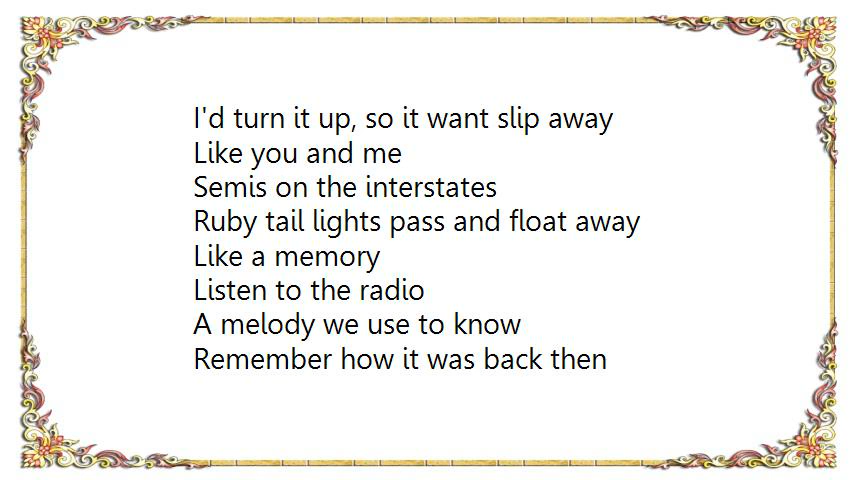 I'd turn it up, so it want slip away
Like you and me
Semis on the interstates
Ruby tail lights pass and float away
Like a memory
Listen to the radio
A melody we use to know
Remember how it was back then